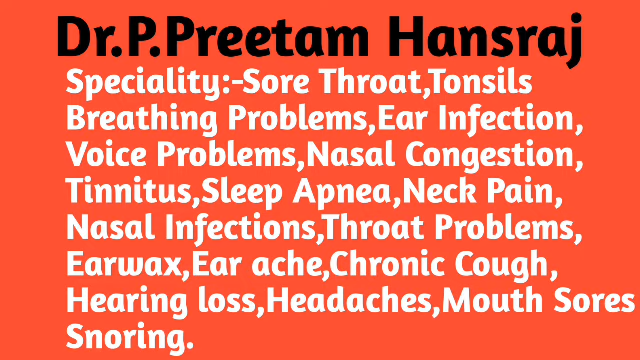 Dr.P.Preetam Hansraj
Speciality:-Sore Throat,Tonsils
Breathing Problems,Ear Infection,
Voice Problems,Nasal Congestion,
Tinnitus,Sleep Apnea,Neck Pain,
Nasal Infections,Throat Problems,
Earwax,Ear ache,Chronic Cough,
Hearing loss,Headaches,Mouth Sores
Snoring.